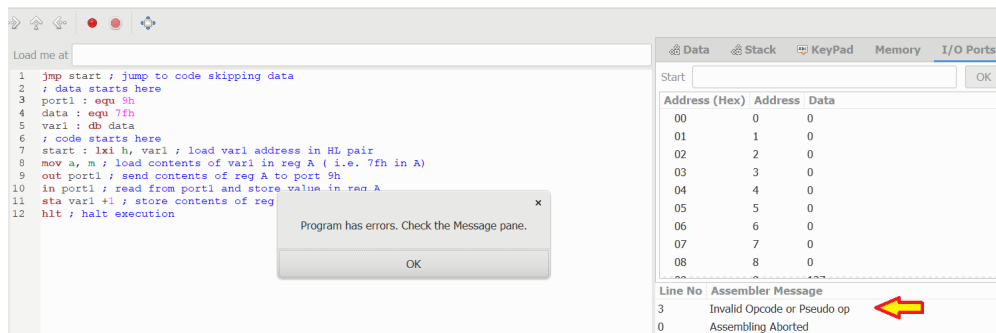 Load me at
1 jmp start ; jump to code skipping data
2 ; data starts here
3 port1 : equ 9h
4 data : equ 7fh
5 var1 : db data
6 ; code starts here
7 start : lxi h, var1 ; load var1 address in HL pair
8 mov a, m ; load contents of var1 in reg A ( i.e. 7fh in A)
9 out port1 ; send contents of reg A to port 9h
10 in port1 ; read from port1 and store value in reg A
11 sta var1 +1 ; store contents of reg
12 hlt ; halt execution
×
Program has errors. Check the Message pane.
OK
Data Stack KeyPad Memory I/O Ports
Start OK
Address (Hex) Address Data
00 0 0
01 1 0
02 2 0
03 3 0
04 4 0
05 5 0
06 6 0
07 7 0
08 8 0
Line No Assembler Message
3 Invalid Opcode or Pseudo op
0 Assembling Aborted